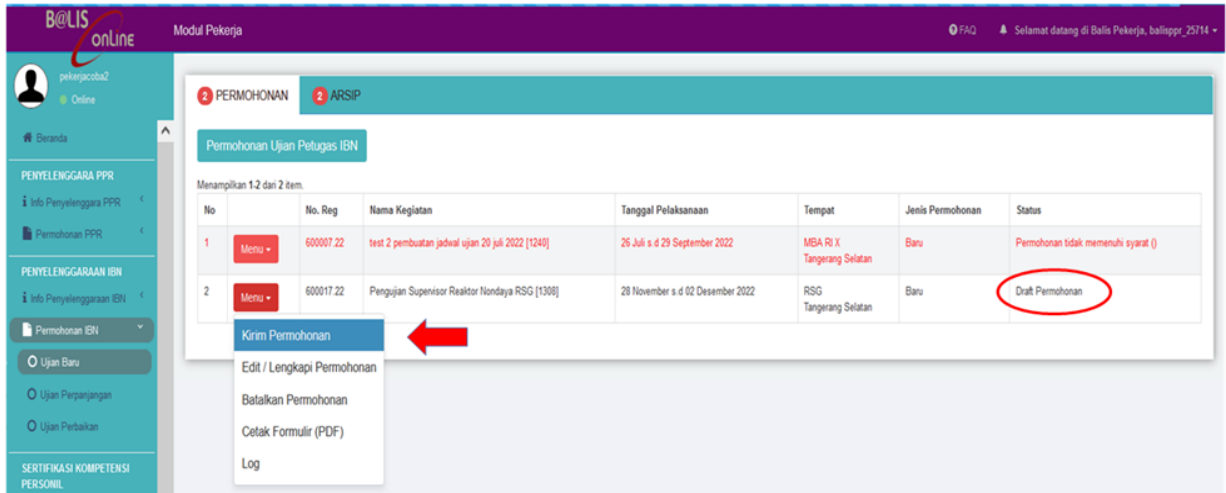 B@LIS
onLine
Modul Pekerja
FAQ
Selamat datang di Balis Pekerja, balisppr_25714
pekerjacoba2
Online
Beranda
PENYELENGGARA PPR
Info Penyelenggara PPR
Permohonan PPR
PENYELENGGARAAN IBN
Info Penyelenggaraan IBN
Permohonan IBN
Ujian Baru
Ujian Perpanjangan
Ujian Perbaikan
SERTIFIKASI KOMPETENSI
PERSONIL
2 PERMOHONAN
2 ARSIP
Permohonan Ujian Petugas IBN
Menampilkan 1-2 dari 2 item.
No No. Reg Nama Kegiatan Tanggal Pelaksanaan Tempat Jenis Permohonan Status
1 Menu 600007.22 test 2 pembuatan jadwal ujian 20 juli 2022 [1240] 26 Juli s.d 29 September 2022 MBA RI X Baru Permohonan tidak memenuhi syarat ()
Tangerang Selatan
2 Menu 600017.22 Pengujian Supervisor Reaktor Nondaya RSG [1308] 28 November s.d 02 Desember 2022 RSG Baru Draft Permohonan
Tangerang Selatan
Kirim Permohonan
Edit / Lengkapi Permohonan
Batalkan Permohonan
Cetak Formulir (PDF)
Log